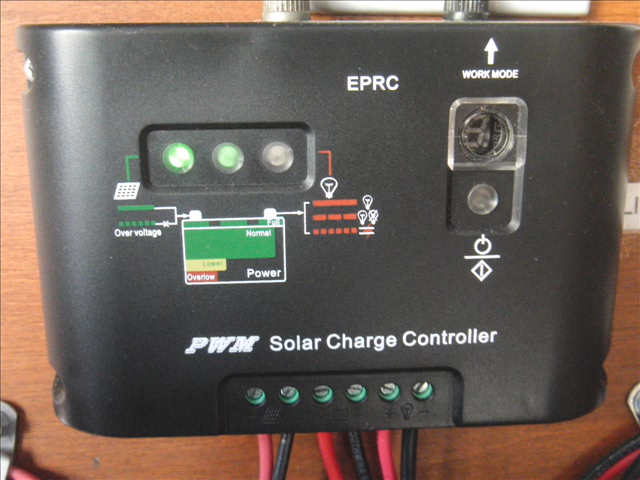 EPRC
WORK MODE
Over voltage
Full
Normal
Lower
Overlow
Power
PWM Solar Charge Controller